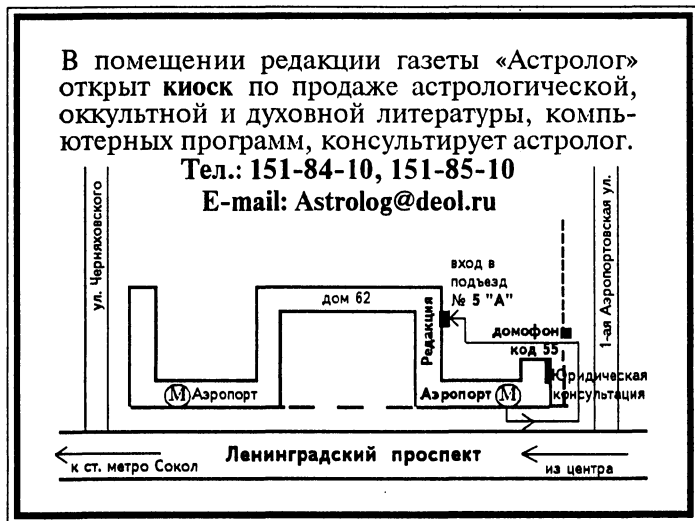 В помещении редакции газеты «Астролог»
открыт киоск по продаже астрологической,
оккультной и духовной литературы, компь-
ютерных программ, консультирует астролог.
Тел.: 151-84-10, 151-85-10
E-mail: Astrolog@deol.ru
ул. Черняховского
1-ая Аэропортовская ул.
вход в
подъезд
№ 5 "А"
дом 62
Редакция
домофон
код 55
Юридическая
консультация
М Аэропорт
Аэропорт М
Ленинградский проспект
к ст. метро Сокол
из центра